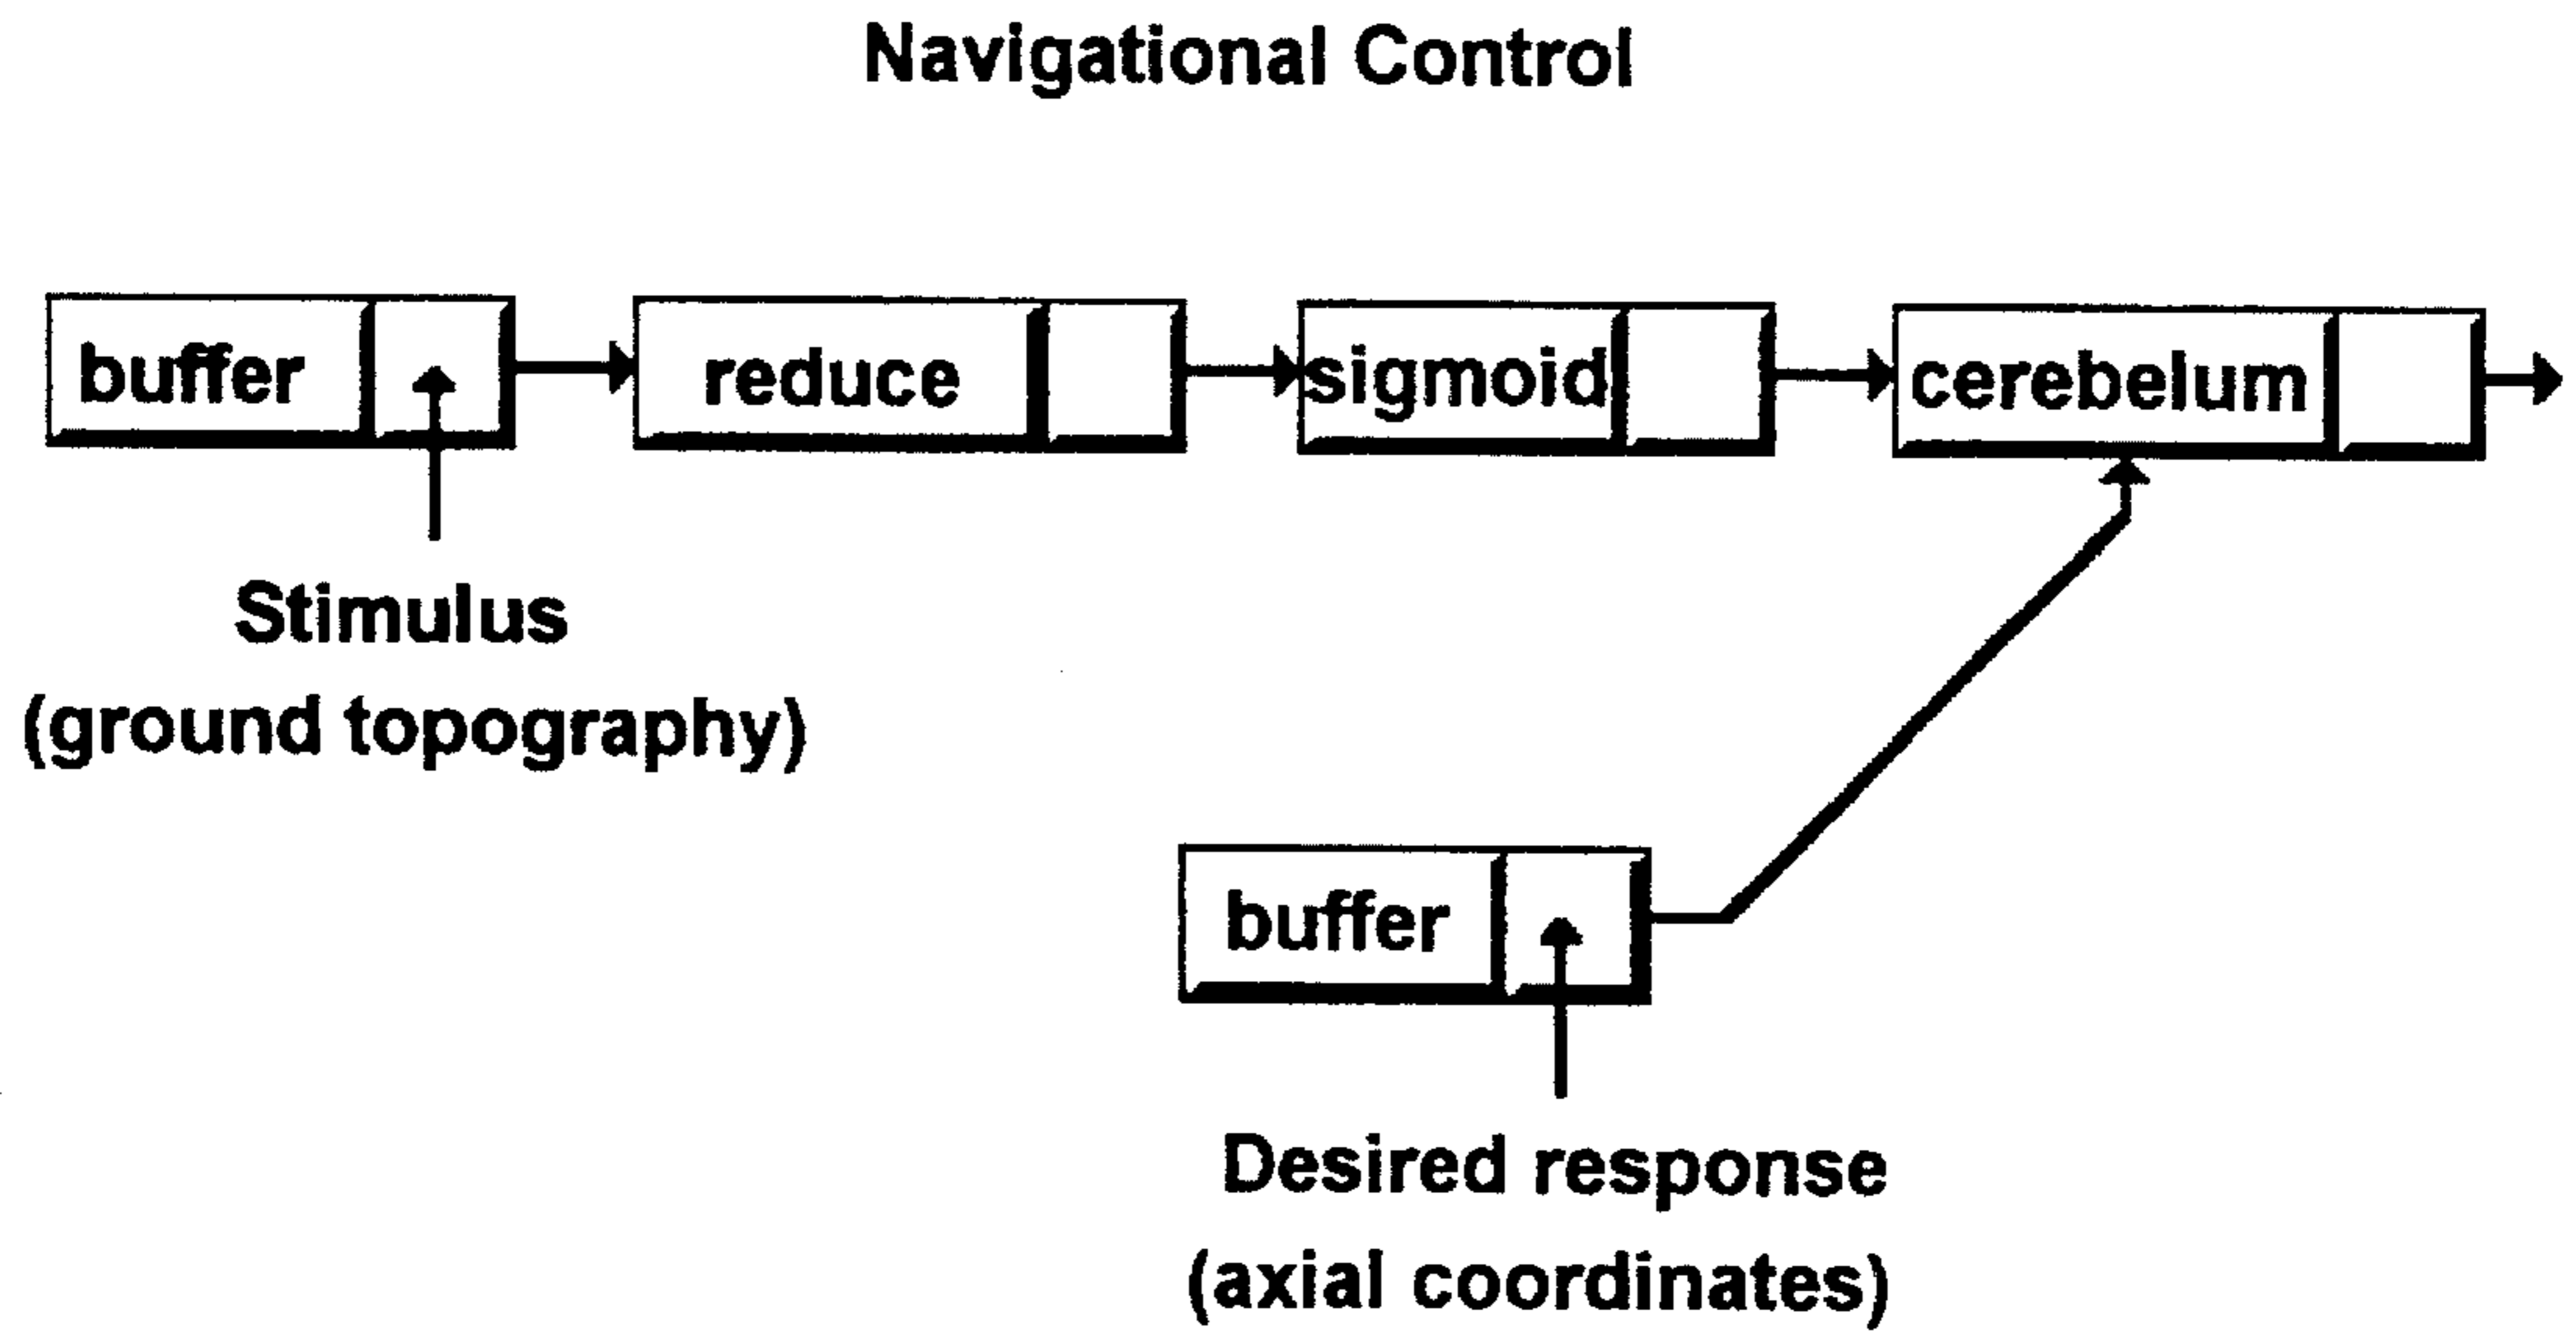 Navigational Control
buffer
reduce
sigmoid
cerebelum
Stimulus
(ground topography)
buffer
Desired response
(axial coordinates)